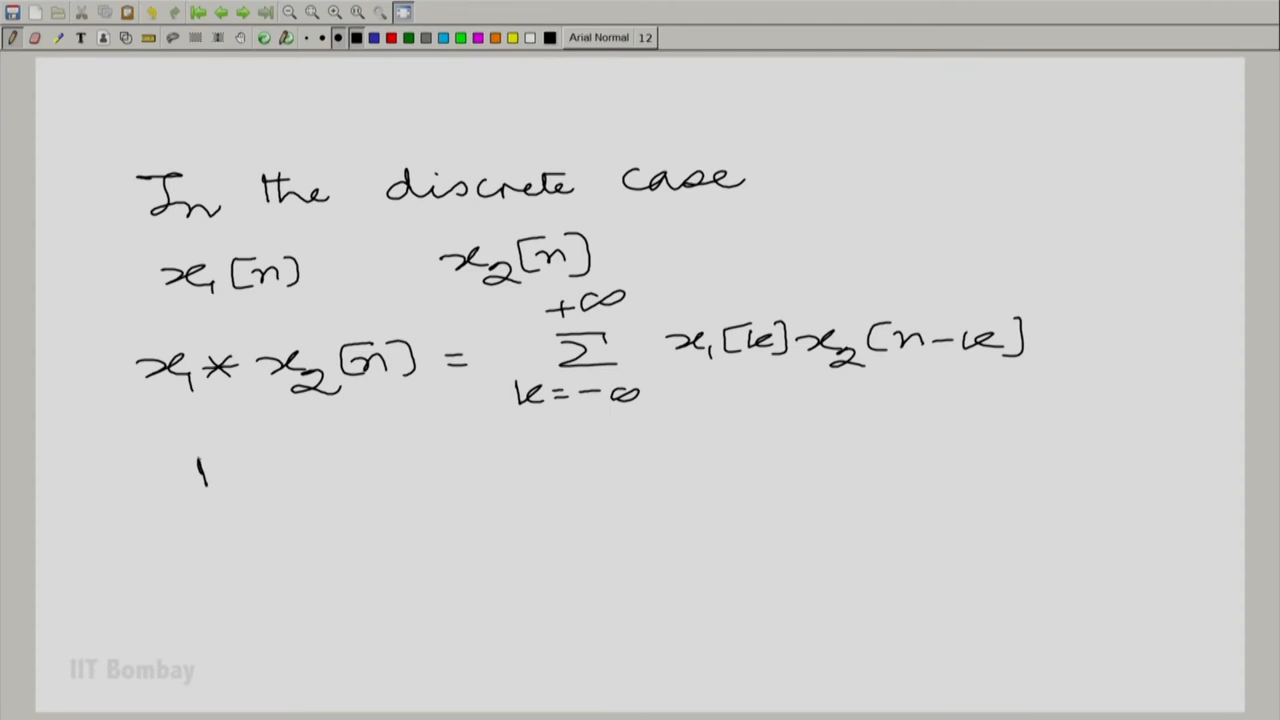 Arial Normal 12
In the discrete case
x₁[n] x₂[n]
x₁ * x₂[n] = +∞ Σ k=-∞ x₁[k] x₂[n-k]
IIT Bombay